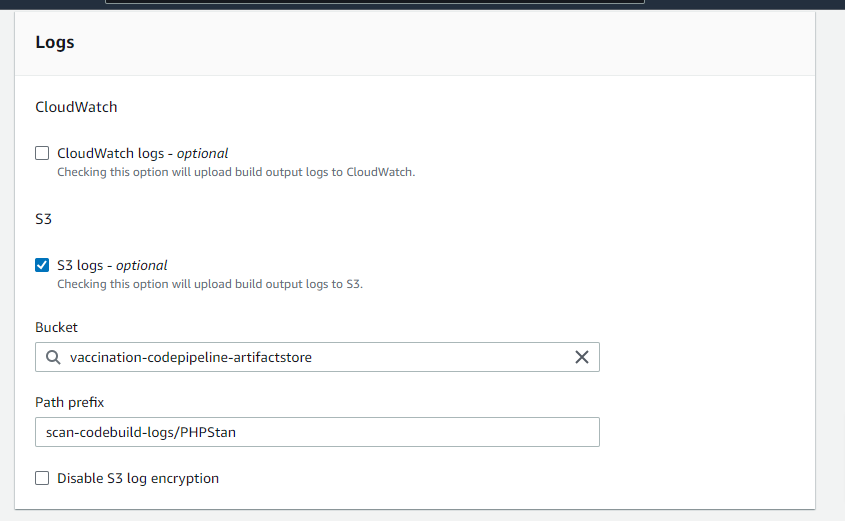 Logs
CloudWatch
CloudWatch logs - optional
Checking this option will upload build output logs to CloudWatch.
S3
S3 logs - optional
Checking this option will upload build output logs to S3.
Bucket
vaccination-codepipeline-artifactstore
Path prefix
scan-codebuild-logs/PHPStan
Disable S3 log encryption